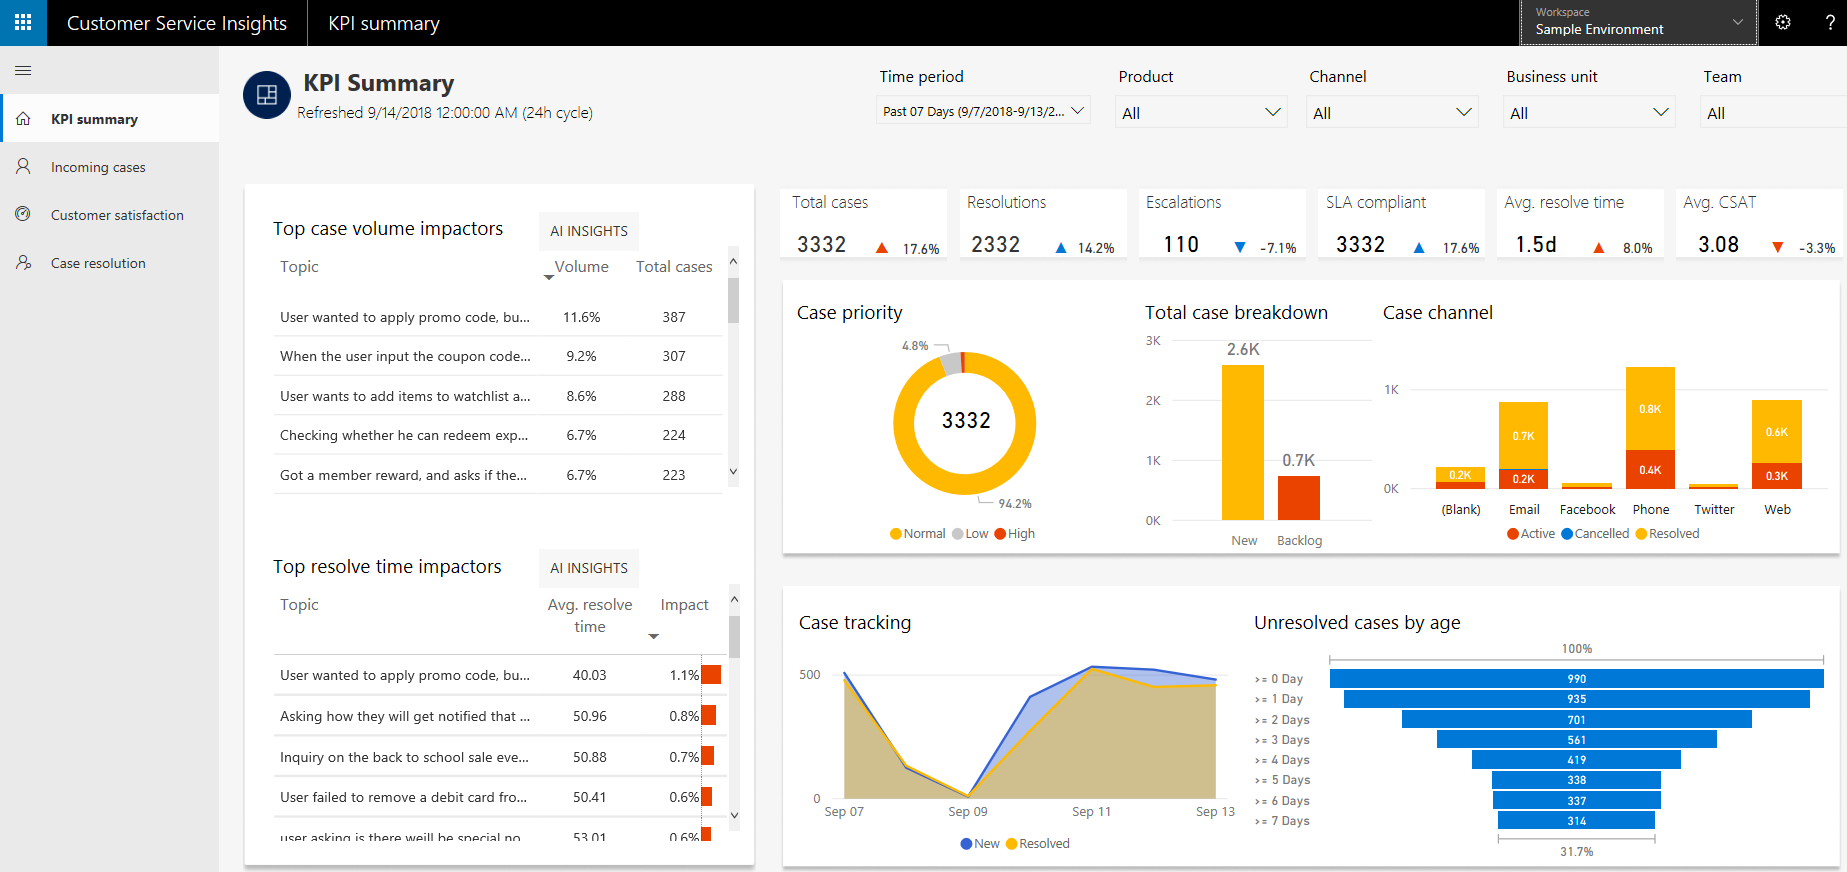 Customer Service Insights
KPI summary
Workspace
Sample Environment
?
KPI summary
Incoming cases
Customer satisfaction
Case resolution
KPI Summary
Refreshed 9/14/2018 12:00:00 AM (24h cycle)
Time period
Past 07 Days (9/7/2018-9/13/2...
Product
All
Channel
All
Business unit
All
Team
All
Top case volume impactors
AI INSIGHTS
Topic Volume Total cases
User wanted to apply promo code, bu... 11.6% 387
When the user input the coupon code... 9.2% 307
User wants to add items to watchlist a... 8.6% 288
Checking whether he can redeem exp... 6.7% 224
Got a member reward, and asks if the... 6.7% 223
Top resolve time impactors
AI INSIGHTS
Topic Avg. resolve Impact
time
User wanted to apply promo code, bu... 40.03 1.1%
Asking how they will get notified that ... 50.96 0.8%
Inquiry on the back to school sale eve... 50.88 0.7%
User failed to remove a debit card fro... 50.41 0.6%
user asking is there weill be special no... 53.01 0.6%
Total cases
3332 17.6%
Resolutions
2332 14.2%
Escalations
110 -7.1%
SLA compliant
3332 17.6%
Avg. resolve time
1.5d 8.0%
Avg. CSAT
3.08 -3.3%
Case priority
4.8%
3332
94.2%
Normal Low High
Total case breakdown
3K
2K
1K
0K
2.6K
0.7K
New Backlog
Case channel
1K
0K
0.2K
0.7K
0.2K
0.8K
0.4K
0.6K
0.3K
(Blank) Email Facebook Phone Twitter Web
Active Cancelled Resolved
Case tracking
500
0
Sep 07 Sep 09 Sep 11 Sep 13
New Resolved
Unresolved cases by age
100%
>= 0 Day 990
>= 1 Day 935
>= 2 Days 701
>= 3 Days 561
>= 4 Days 419
>= 5 Days 338
>= 6 Days 337
>= 7 Days 314
31.7%